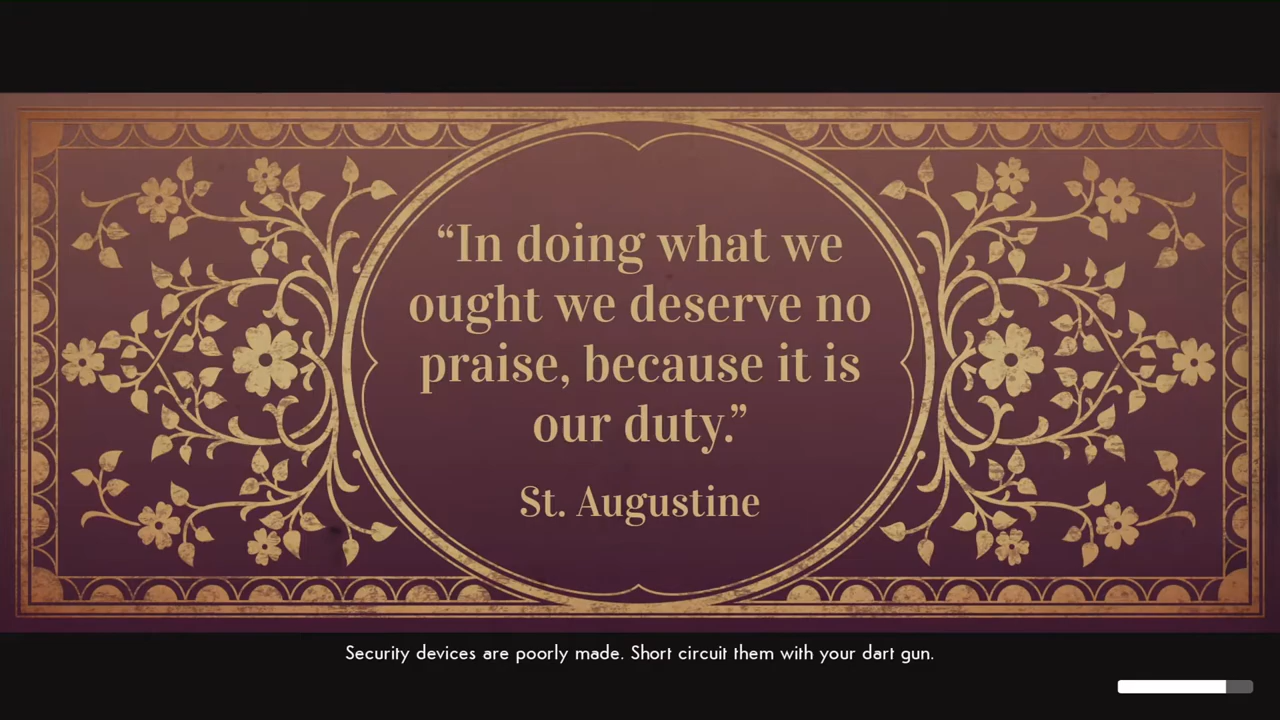 “In doing what we
ought we deserve no
praise, because it is
our duty.”
St. Augustine
Security devices are poorly made. Short circuit them with your dart gun.